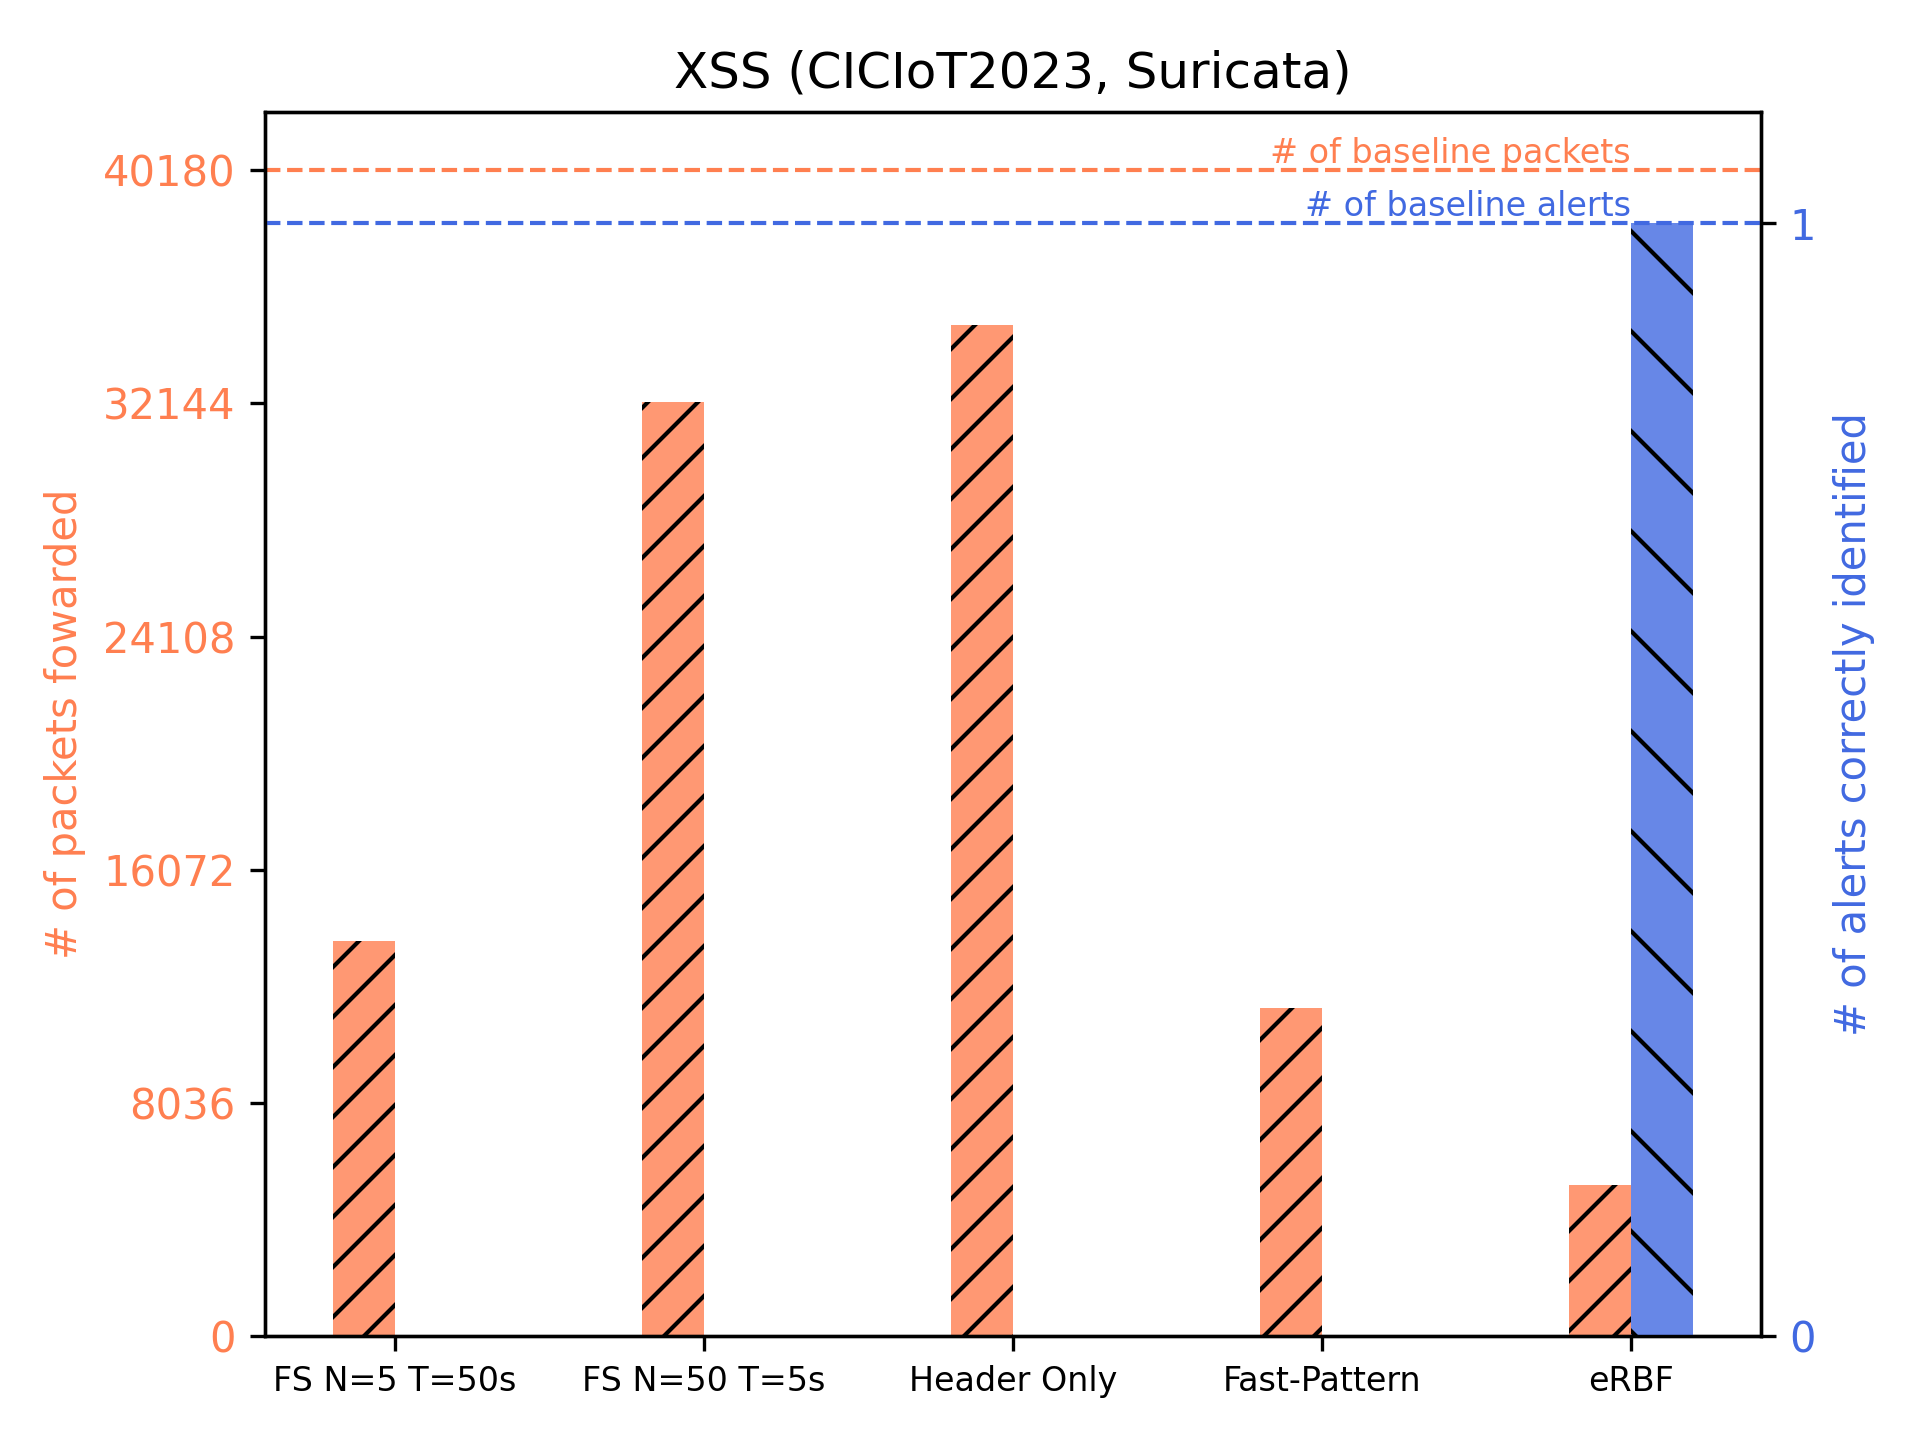 XSS (CICIoT2023, Suricata)
# of baseline packets
# of baseline alerts
40180
32144
24108
16072
8036
0
# of packets fowarded
1
0
# of alerts correctly identified
FS N=5 T=50s
FS N=50 T=5s
Header Only
Fast-Pattern
eRBF